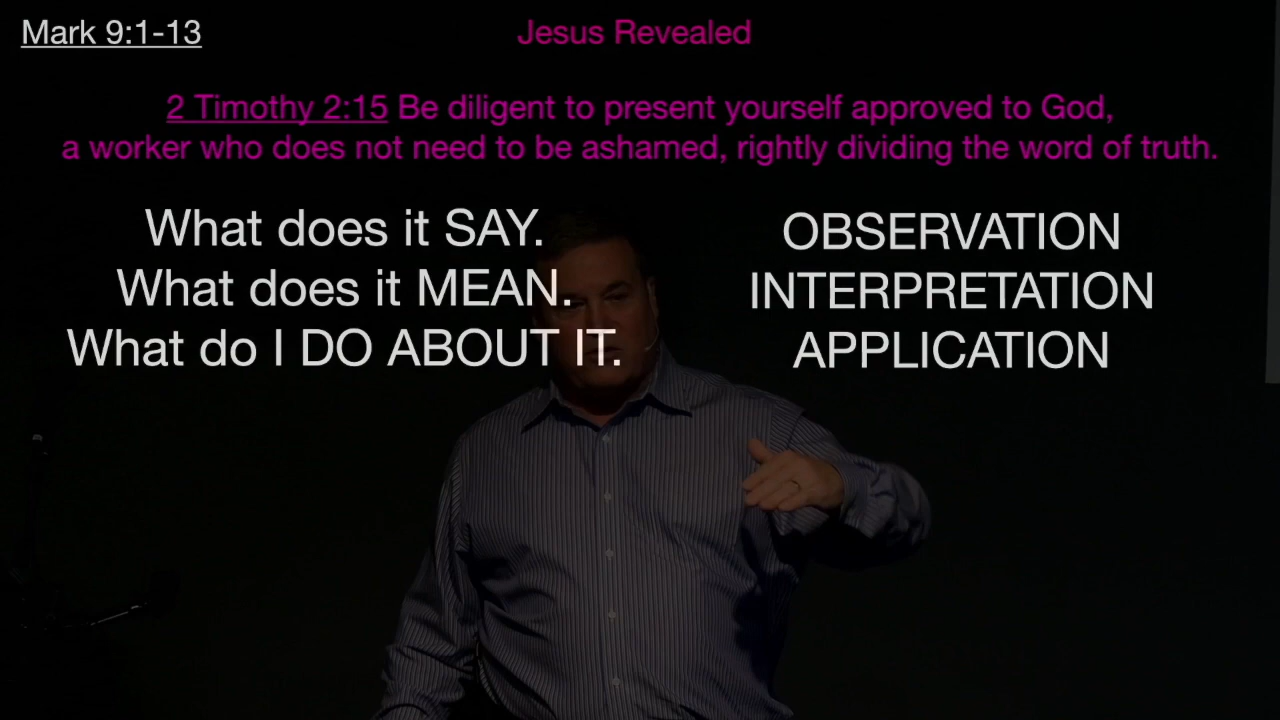 Mark 9:1-13
Jesus Revealed
2 Timothy 2:15 Be diligent to present yourself approved to God,
a worker who does not need to be ashamed, rightly dividing the word of truth.
What does it SAY.
OBSERVATION
What does it MEAN.
INTERPRETATION
What do I DO ABOUT IT.
APPLICATION